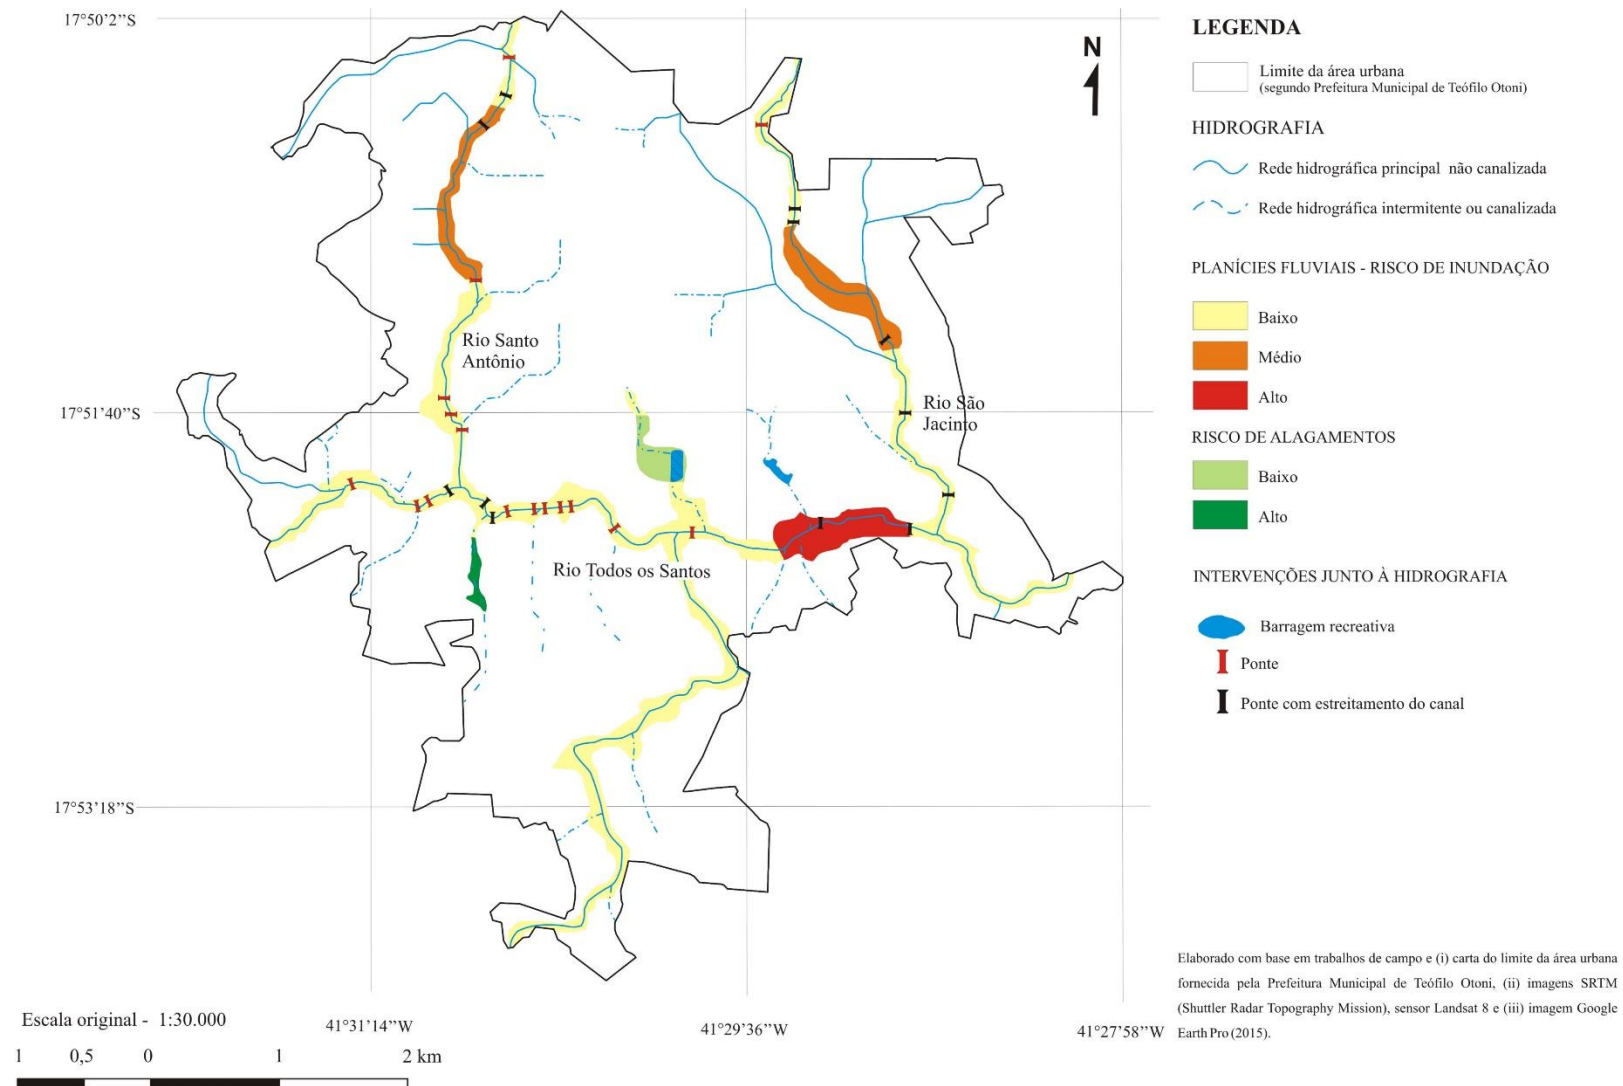 17°50’2’’S
17°51’40’’S
17°53’18’’S
N
Rio Santo
Antônio
Rio São
Jacinto
Rio Todos os Santos
41°31’14’’W
41°29’36’’W
41°27’58’’W
Escala original - 1:30.000
1 0,5 0 1 2 km
LEGENDA
Limite da área urbana
(segundo Prefeitura Municipal de Teófilo Otoni)
HIDROGRAFIA
Rede hidrográfica principal não canalizada
Rede hidrográfica intermitente ou canalizada
PLANÍCIES FLUVIAIS - RISCO DE INUNDAÇÃO
Baixo
Médio
Alto
RISCO DE ALAGAMENTOS
Baixo
Alto
INTERVENÇÕES JUNTO À HIDROGRAFIA
Barragem recreativa
Ponte
Ponte com estreitamento do canal
Elaborado com base em trabalhos de campo e (i) carta do limite da área urbana
fornecida pela Prefeitura Municipal de Teófilo Otoni, (ii) imagens SRTM
(Shuttler Radar Topography Mission), sensor Landsat 8 e (iii) imagem Google
Earth Pro (2015).